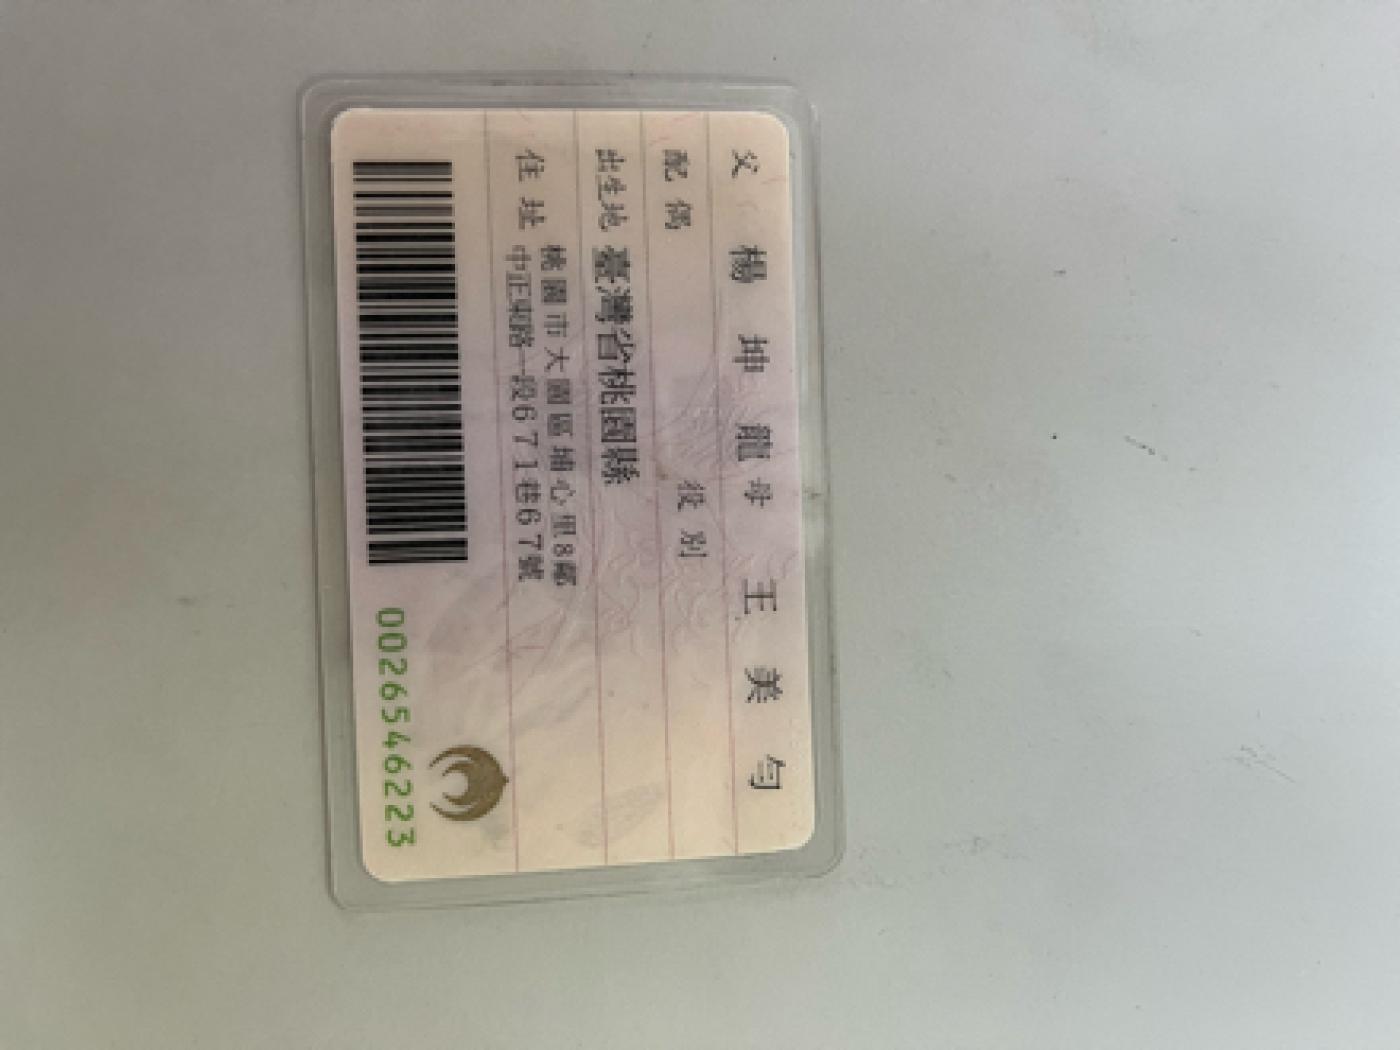 父 楊坤龍 母 王美勻
配偶 役別
出生地 臺灣省桃園縣
住址 桃園市大園區埔心里8鄰
中正東路一段671巷67號
0026546223